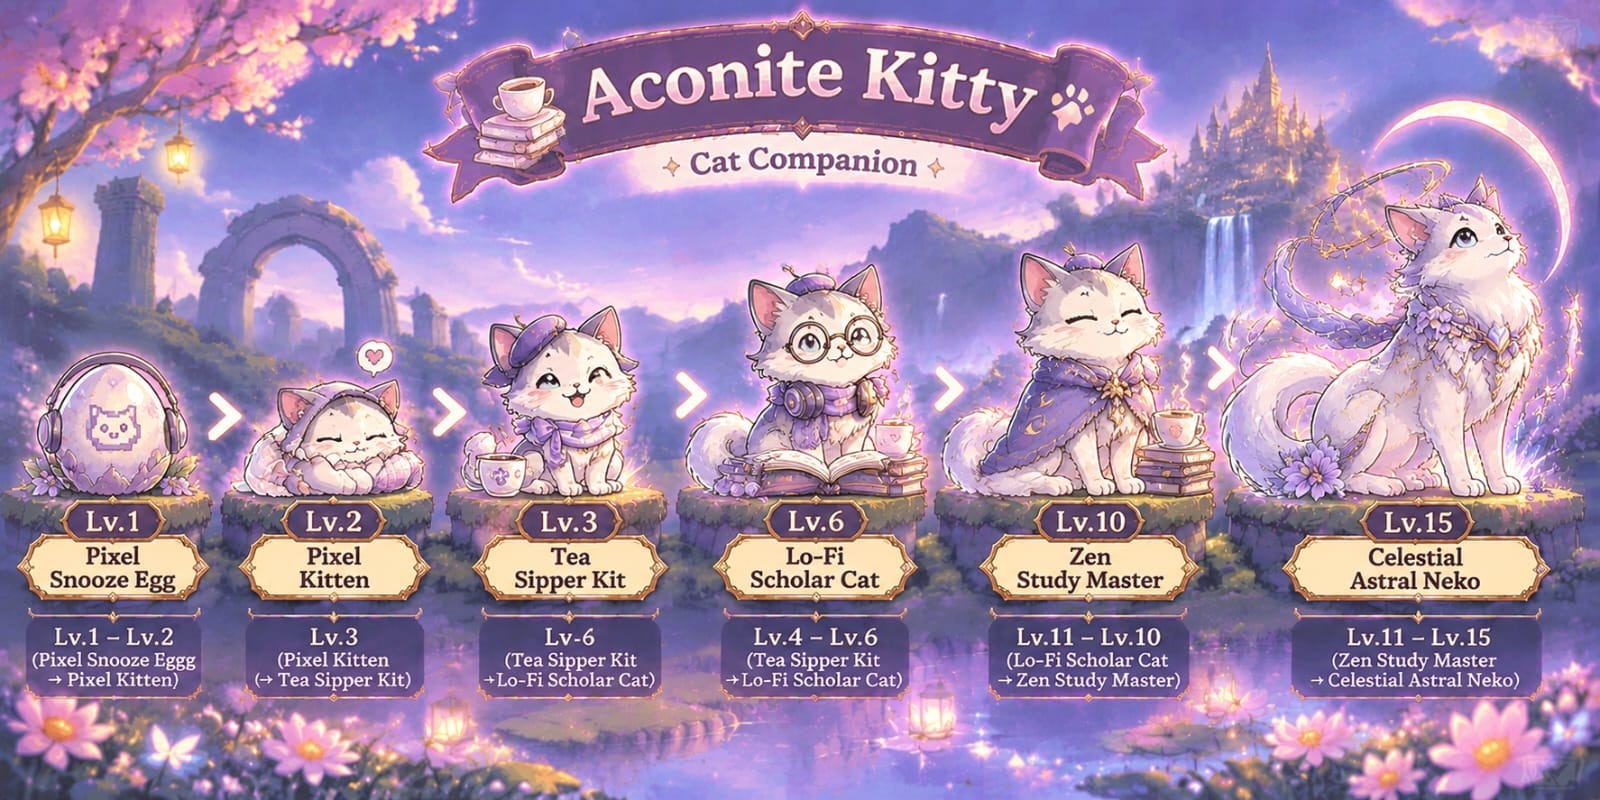 Aconite Kitty
Cat Companion
Lv.1
Pixel
Snooze Egg
Lv.1 – Lv.2
(Pixel Snooze Eggg
→ Pixel Kitten)
Lv.2
Pixel
Kitten
Lv.3
(Pixel Kitten
(→ Tea Sipper Kit)
Lv.3
Tea
Sipper Kit
Lv-6
(Tea Sipper Kit
→Lo-Fi Scholar Cat)
Lv.6
Lo-Fi
Scholar Cat
Lv.4 – Lv.6
(Tea Sipper Kit
→Lo-Fi Scholar Cat)
Lv.10
Zen
Study Master
Lv.11 – Lv.10
(Lo-Fi Scholar Cat
→ Zen Study Master)
Lv.15
Celestial
Astral Neko
Lv.11 – Lv.15
(Zen Study Master
→ Celestial Astral Neko)